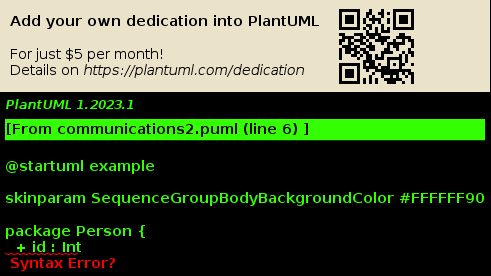 Add your own dedication into PlantUML
For just $5 per month!
Details on https://plantuml.com/dedication
PlantUML 1.2023.1
[From communications2.puml (line 6) ]
@startuml example
skinparam SequenceGroupBodyBackgroundColor #FFFFFF90
package Person {
+ id : Int
Syntax Error?